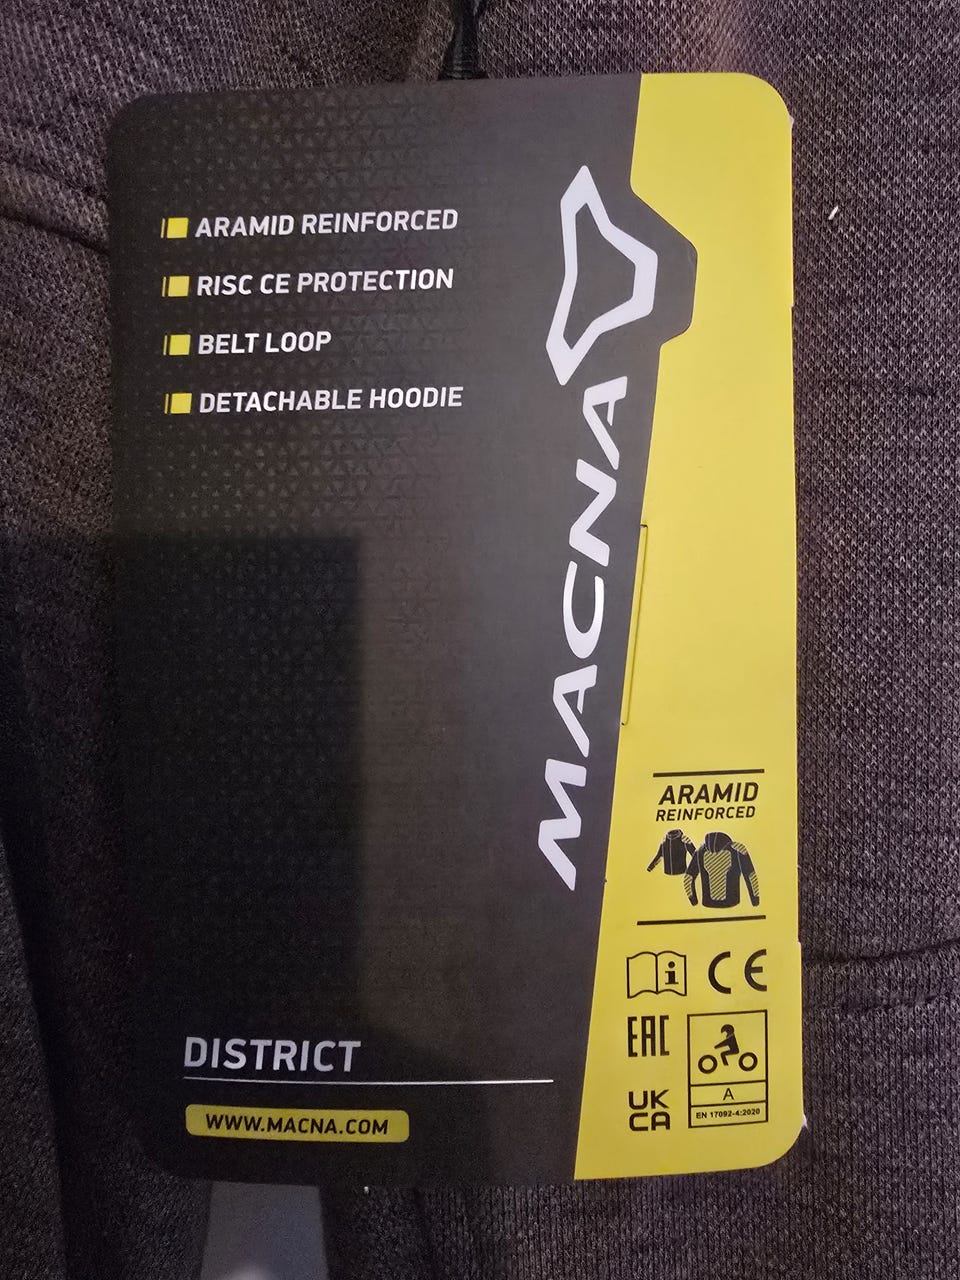 ARAMID REINFORCED
RISC CE PROTECTION
BELT LOOP
DETACHABLE HOODIE
MACNA
ARAMID
REINFORCED
i CE
EAC
UK
CA
A
EN 17092-4:2020
DISTRICT
WWW.MACNA.COM